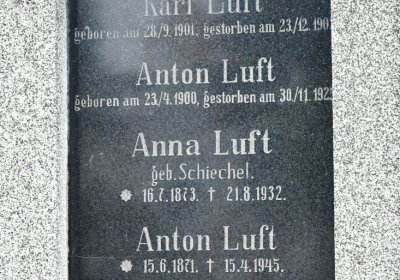 Karl Luft
geboren am 28./9. 1901, gestorben am 23./12. 190
Anton Luft
geboren am 23./4. 1900, gestorben am 30./11. 192
Anna Luft
geb. Schiechel.
* 16.7.1873. † 21.8.1932.
Anton Luft
* 15.6.1871. † 15.4.1945.